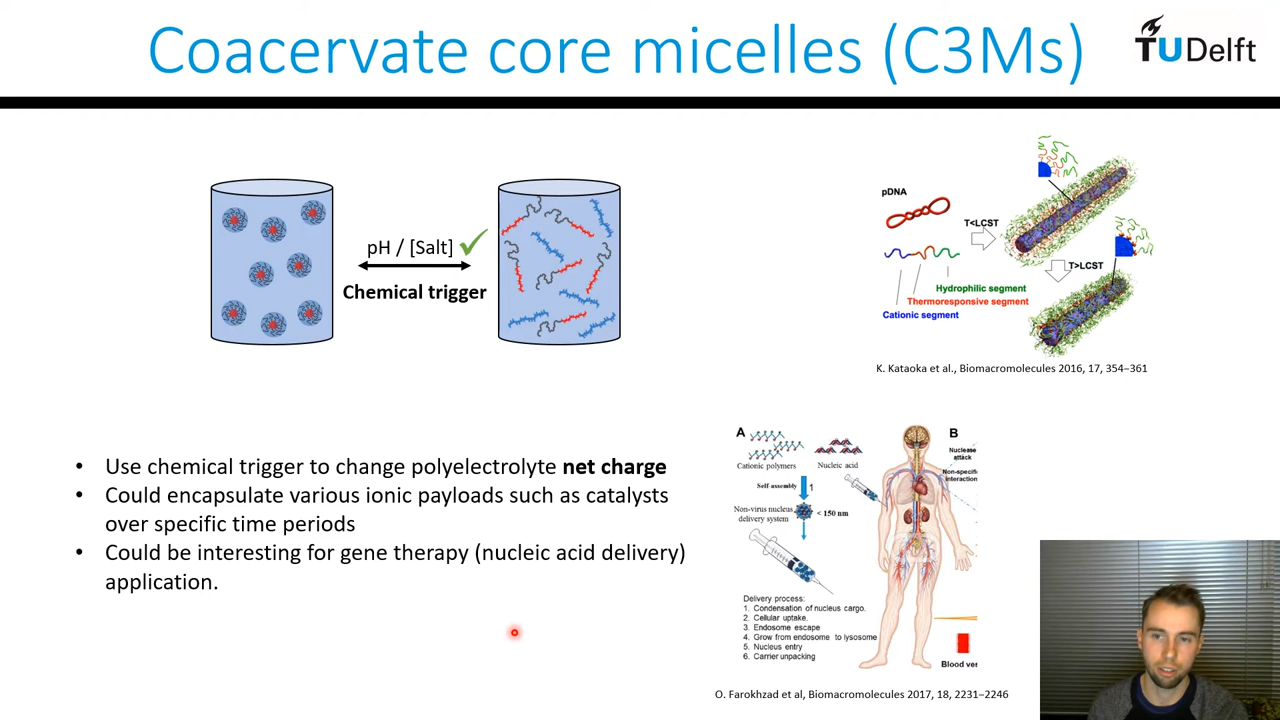 Coacervate core micelles (C3Ms)
TUDelft
pH / [Salt]
Chemical trigger
pDNA
T<LCST
T>LCST
Hydrophilic segment
Thermoresponsive segment
Cationic segment
K. Kataoka et al., Biomacromolecules 2016, 17, 354−361
• Use chemical trigger to change polyelectrolyte net charge
• Could encapsulate various ionic payloads such as catalysts
over specific time periods
• Could be interesting for gene therapy (nucleic acid delivery)
application.
A
B
Cationic polymers
Nucleic acid
Self-assembly
1
Non-virus nucleus
delivery system
< 150 nm
Nuclease
attack
Non-specifi
interaction
Delivery process:
1. Condensation of nucleus cargo.
2. Cellular uptake.
3. Endosome escape
4. Grow from endosome to lysosome
5. Nucleus entry
6. Carrier unpacking
Blood ves
O. Farokhzad et al, Biomacromolecules 2017, 18, 2231−2246